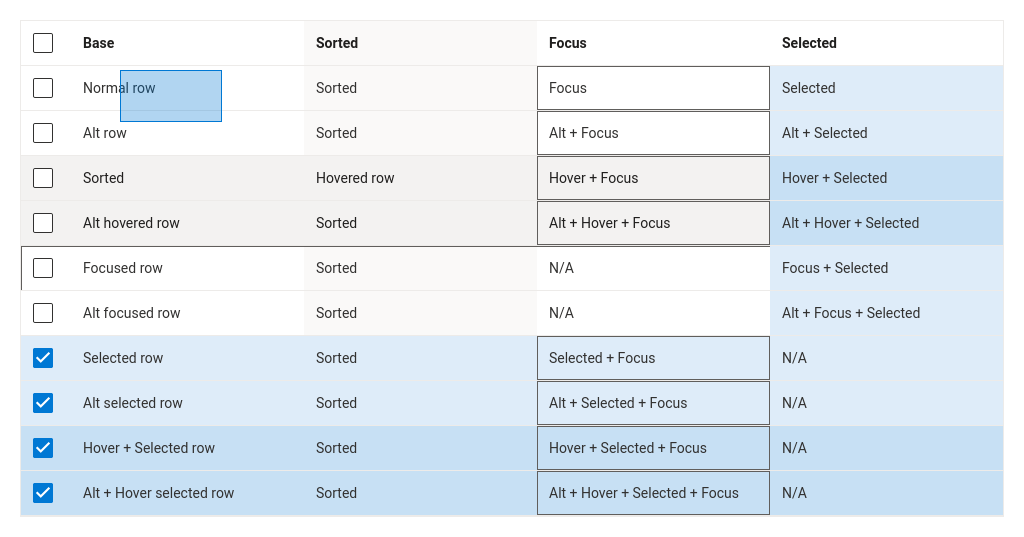 Base Sorted Focus Selected
Normal row Sorted Focus Selected
Alt row Sorted Alt + Focus Alt + Selected
Sorted Hovered row Hover + Focus Hover + Selected
Alt hovered row Sorted Alt + Hover + Focus Alt + Hover + Selected
Focused row Sorted N/A Focus + Selected
Alt focused row Sorted N/A Alt + Focus + Selected
Selected row Sorted Selected + Focus N/A
Alt selected row Sorted Alt + Selected + Focus N/A
Hover + Selected row Sorted Hover + Selected + Focus N/A
Alt + Hover selected row Sorted Alt + Hover + Selected + Focus N/A